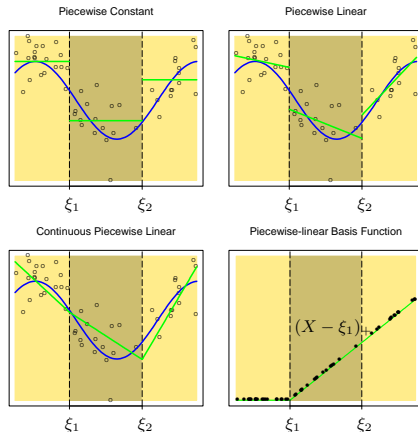 Piecewise Constant
Piecewise Linear
ξ1 ξ2
ξ1 ξ2
Continuous Piecewise Linear
Piecewise-linear Basis Function
(X − ξ1)+
ξ1 ξ2
ξ1 ξ2